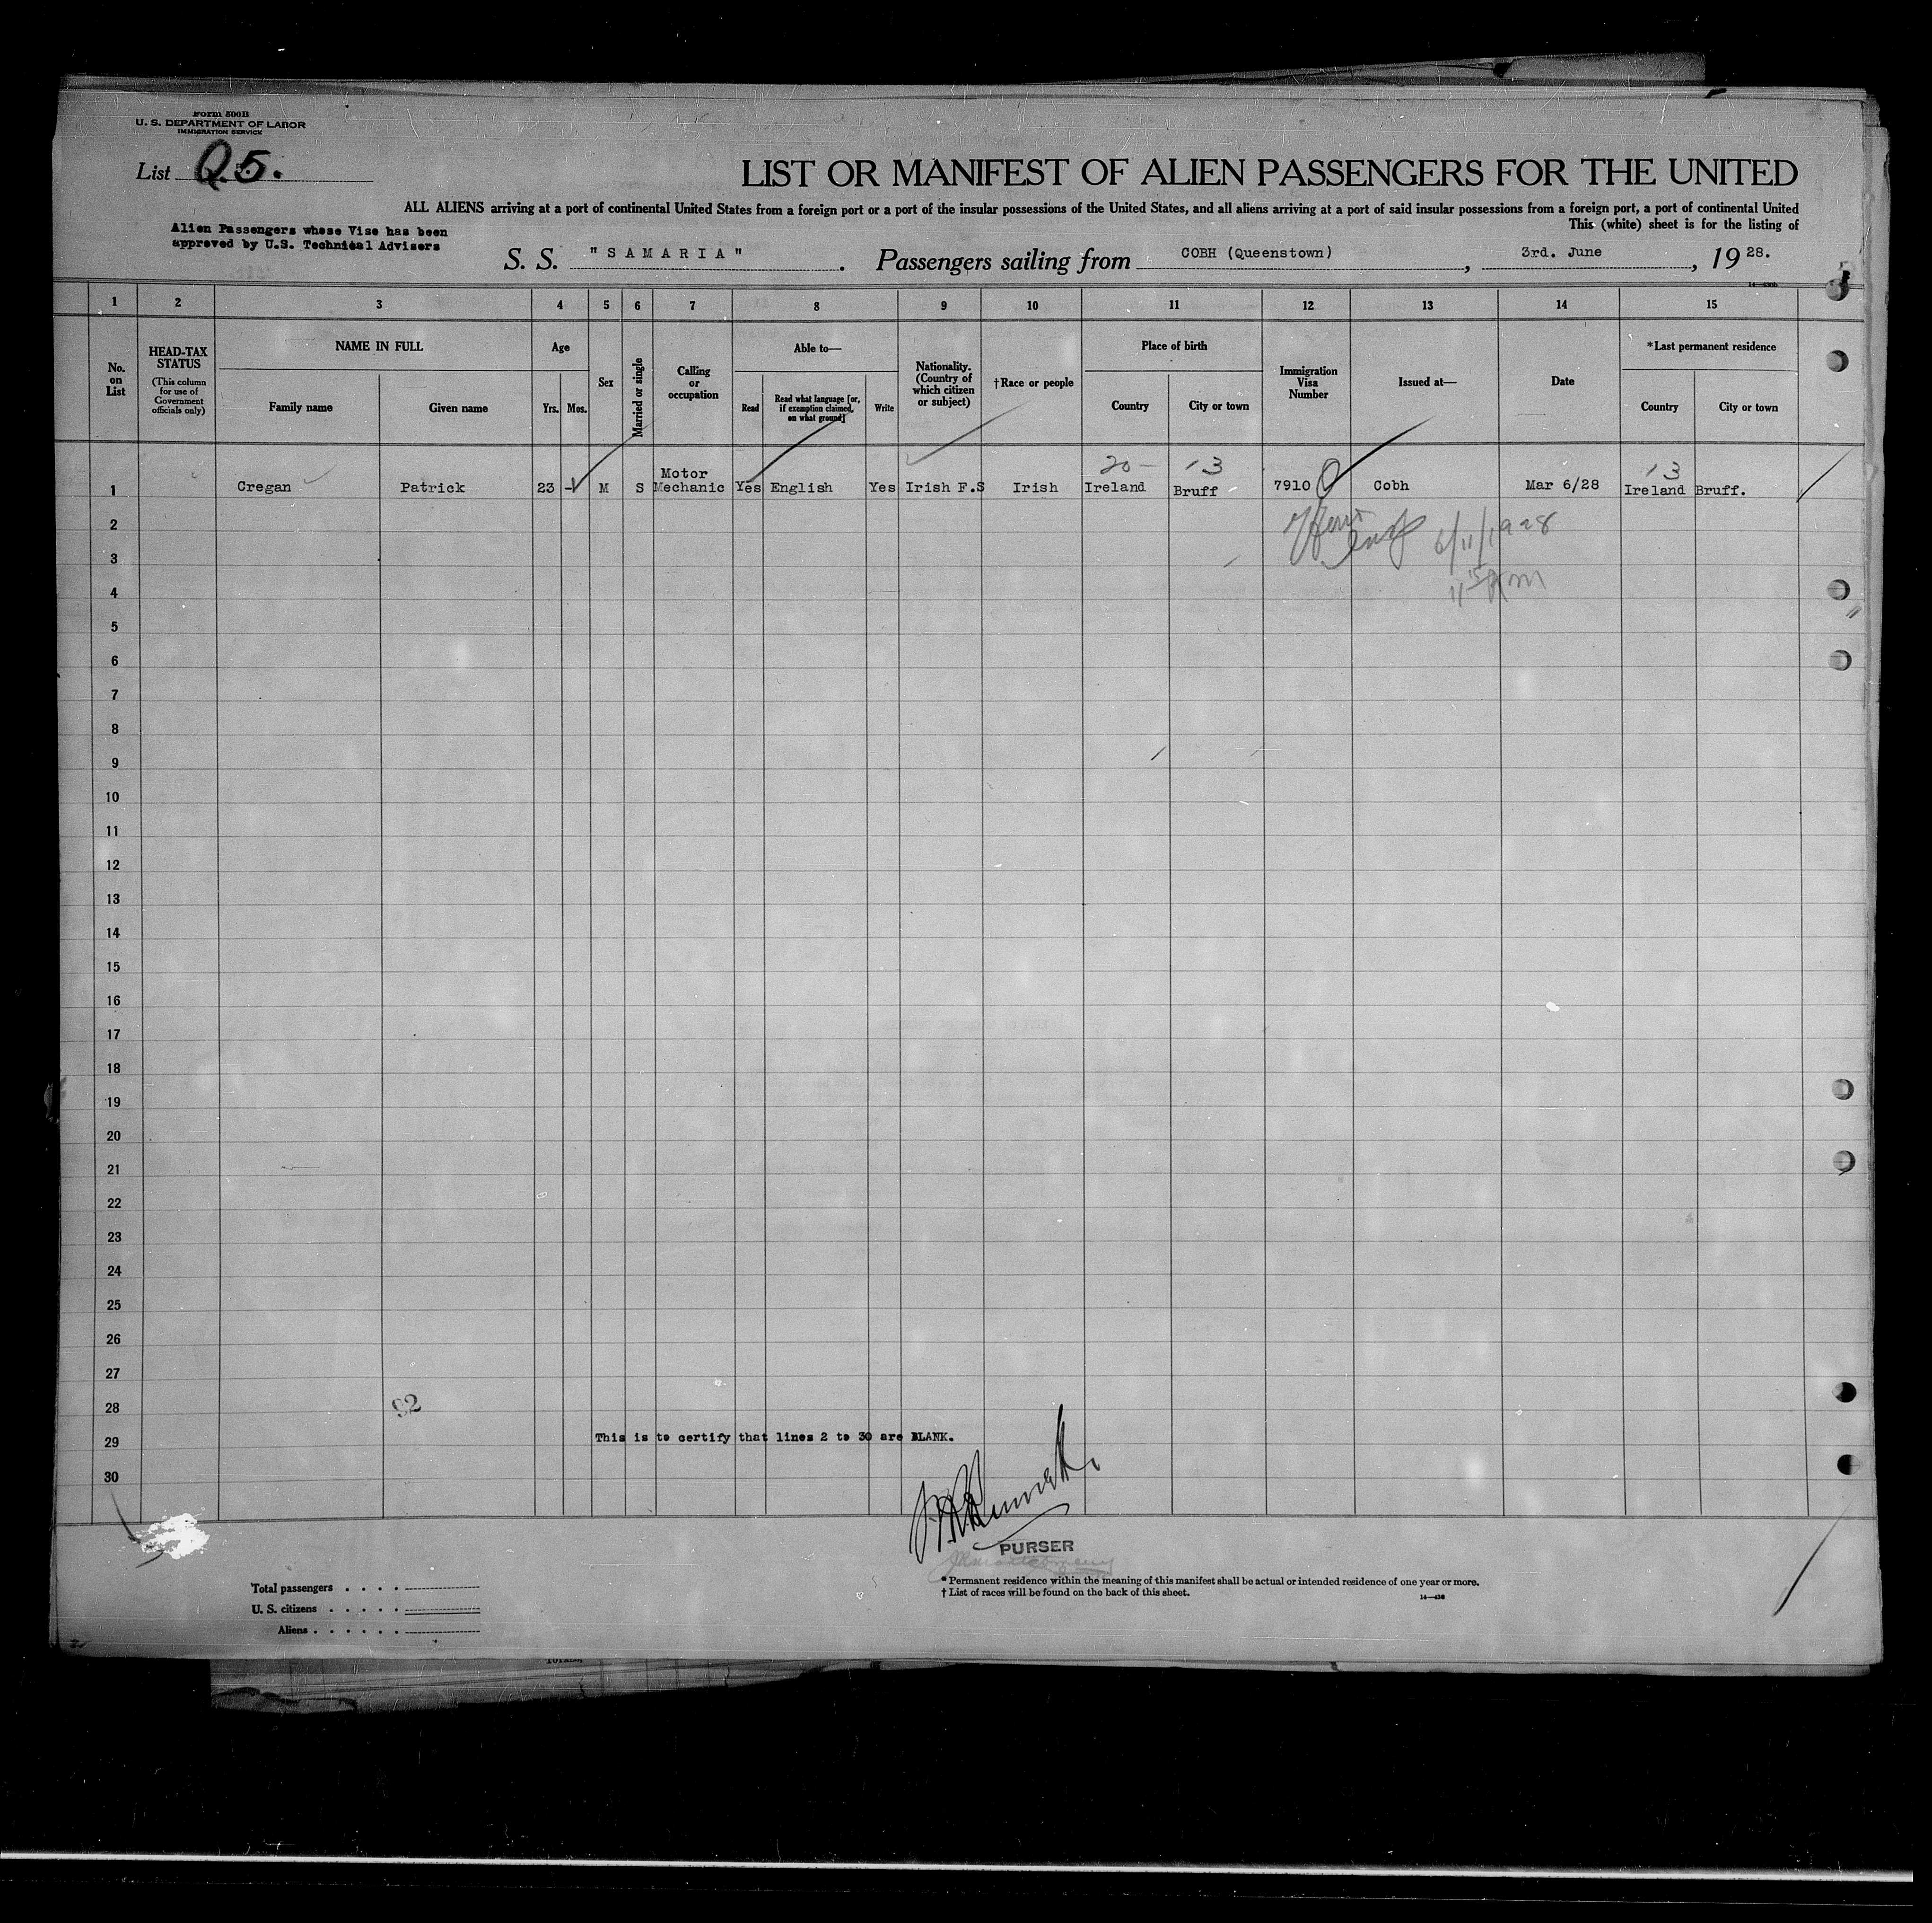 Form 500B
U. S. DEPARTMENT OF LABOR
IMMIGRATION SERVICE
List Q.5.
LIST OR MANIFEST OF ALIEN PASSENGERS FOR THE UNITED
ALL ALIENS arriving at a port of continental United States from a foreign port or a port of the insular possessions of the United States, and all aliens arriving at a port of said insular possessions from a foreign port, a port of continental United
This (white) sheet is for the listing of
Alien Passengers whose Vise has been
approved by U.S. Technical Advisers
S. S. "SAMARIA". Passengers sailing from COBH (Queenstown), 3rd. June, 1928.
1 2 3 4 5 6 7 8 9 10 11 12 13 14 15
No. on List
HEAD-TAX STATUS
(This column for use of Government officials only)
NAME IN FULL
Family name Given name
Age
Yrs. Mos.
Sex
Married or single
Calling or occupation
Able to—
Read
Read what language [or, if exemption claimed, on what ground]
Write
Nationality. (Country of which citizen or subject)
†Race or people
Place of birth
Country City or town
Immigration Visa Number
Issued at—
Date
*Last permanent residence
Country City or town
20— 13 13
1 Cregan Patrick 23 - M S Motor Mechanic Yes English Yes Irish F.S Irish Ireland Bruff 7910 Cobh Mar 6/28 Ireland Bruff.
2
6/11/1928
3
4
5
6
7
8
9
10
11
12
13
14
15
16
17
18
19
20
21
22
23
24
25
26
27
28 92
29 This is to certify that lines 2 to 30 are BLANK.
30
PURSER
Total passengers . . . .
U. S. citizens . . . . .
Aliens . . . . . .
* Permanent residence within the meaning of this manifest shall be actual or intended residence of one year or more.
† List of races will be found on the back of this sheet.
14—436